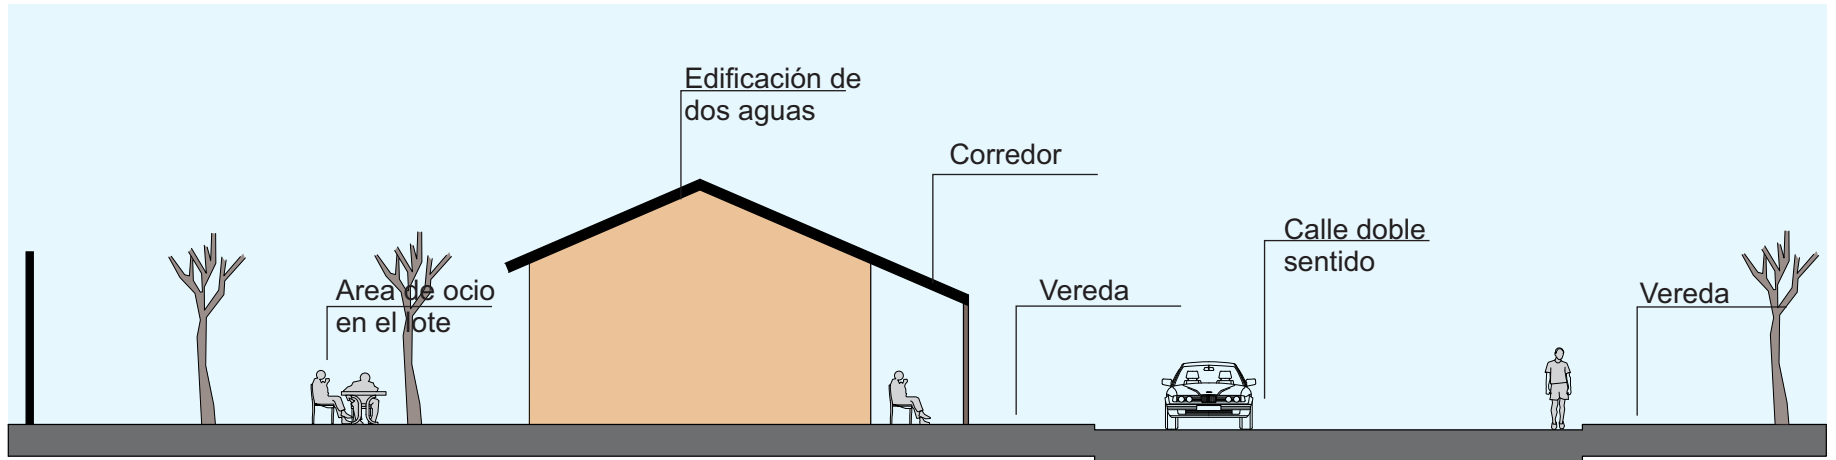 Edificación de
dos aguas
Corredor
Calle doble
sentido
Area de ocio
en el lote
Vereda
Vereda